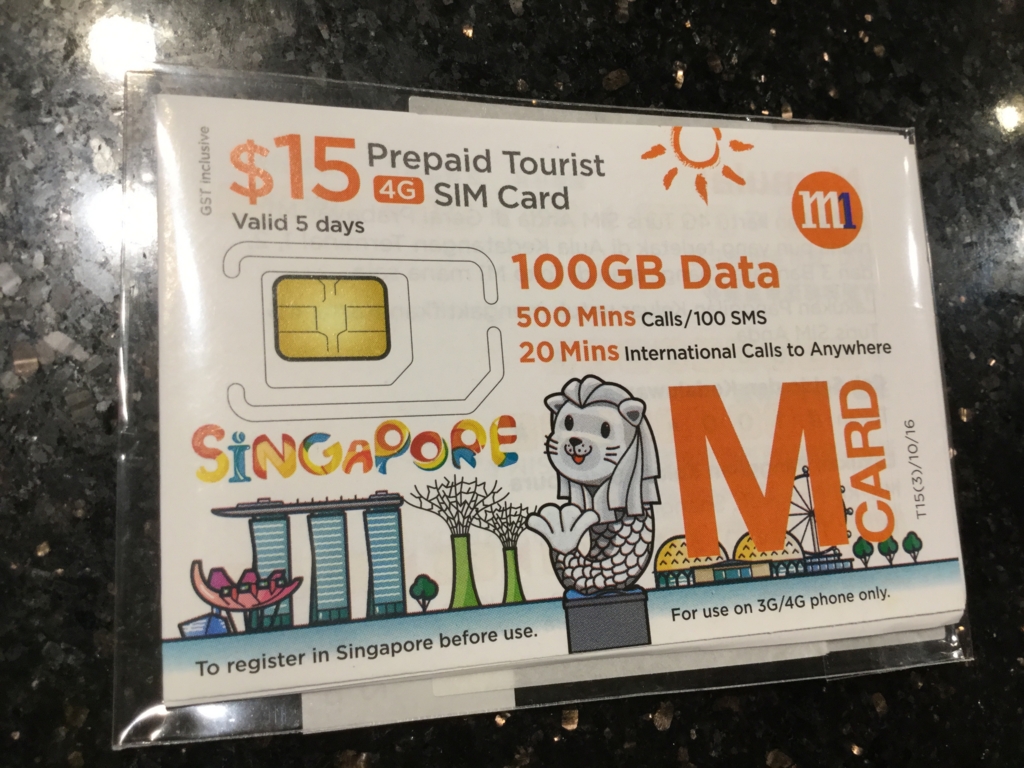 GST inclusive
$15 Prepaid Tourist
4G SIM Card
Valid 5 days
m1
100GB Data
500 Mins Calls/100 SMS
20 Mins International Calls to Anywhere
SINGAPORE
M CARD
T15(3)/10/16
To register in Singapore before use.
For use on 3G/4G phone only.